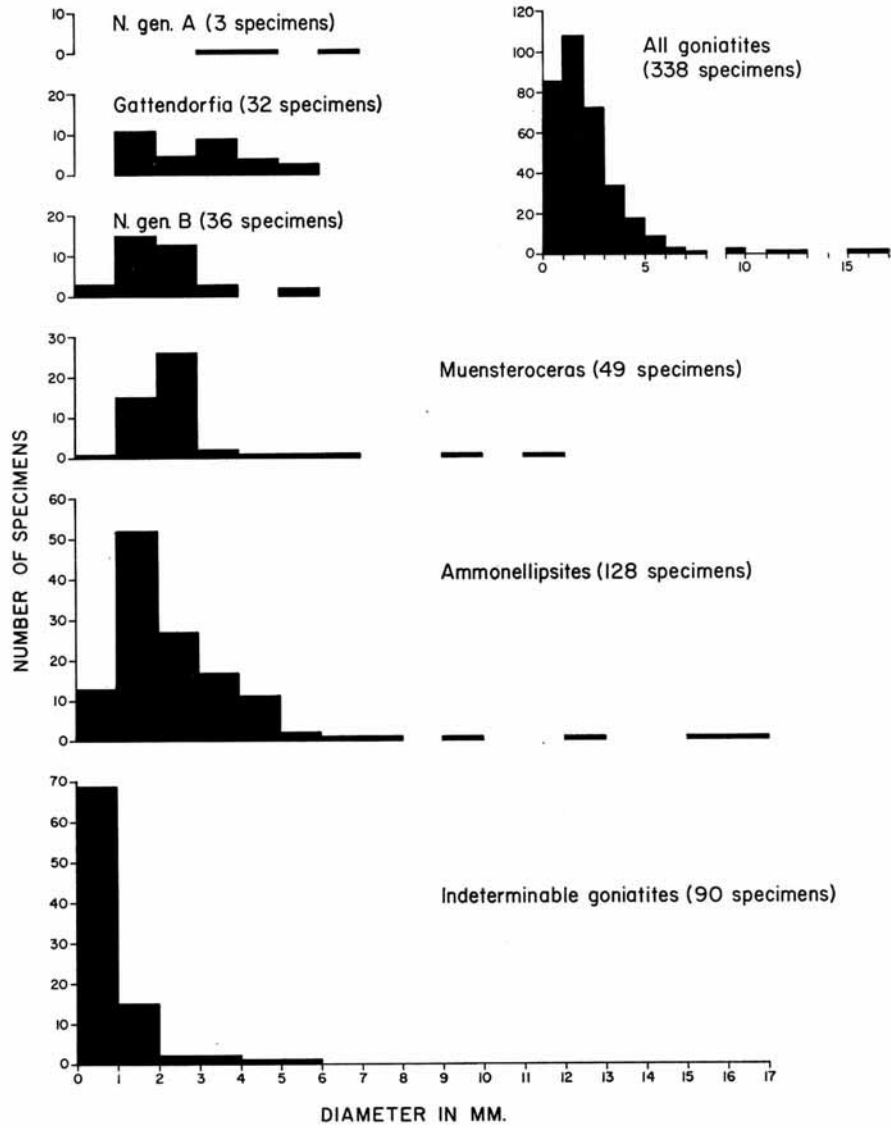 N. gen. A (3 specimens)
10
0
Gattendorfia (32 specimens)
20
10
0
N. gen. B (36 specimens)
20
10
0
All goniatites
(338 specimens)
120
100
80
60
40
20
0
0 5 10 15
Muensteroceras (49 specimens)
30
20
10
0
Ammonellipsites (128 specimens)
60
50
40
30
20
10
0
Indeterminable goniatites (90 specimens)
70
60
50
40
30
20
10
0
0 1 2 3 4 5 6 7 8 9 10 11 12 13 14 15 16 17
NUMBER OF SPECIMENS
DIAMETER IN MM.